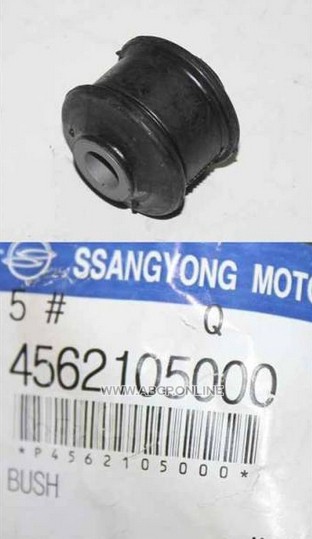 SSANGYONG MOTO
5 # Q
4562105000
WWW.ABCPONLINE
*P4562105000*
BUSH